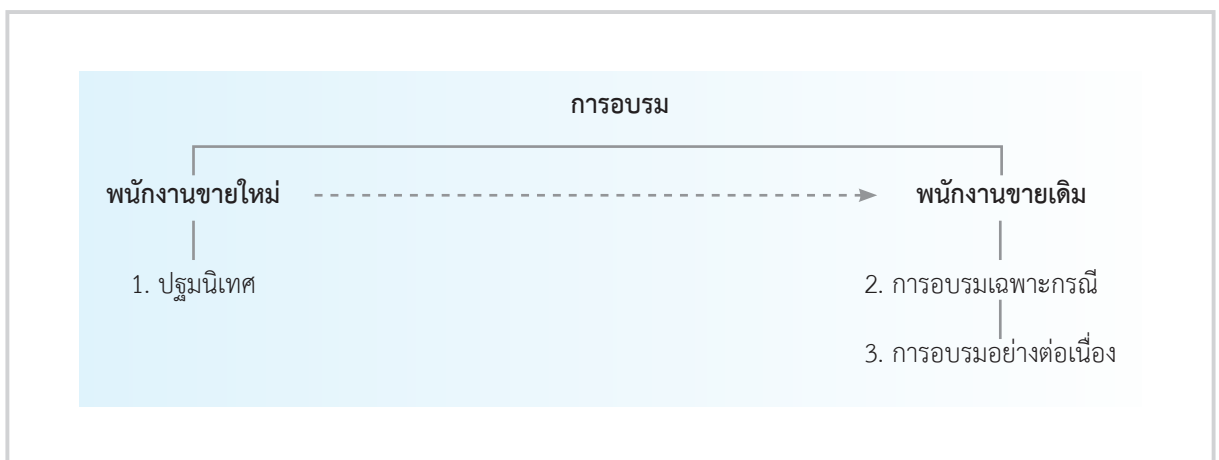 การอบรม
พนักงานขายใหม่ พนักงานขายเดิม
1. ปฐมนิเทศ 2. การอบรมเฉพาะกรณี
3. การอบรมอย่างต่อเนื่อง